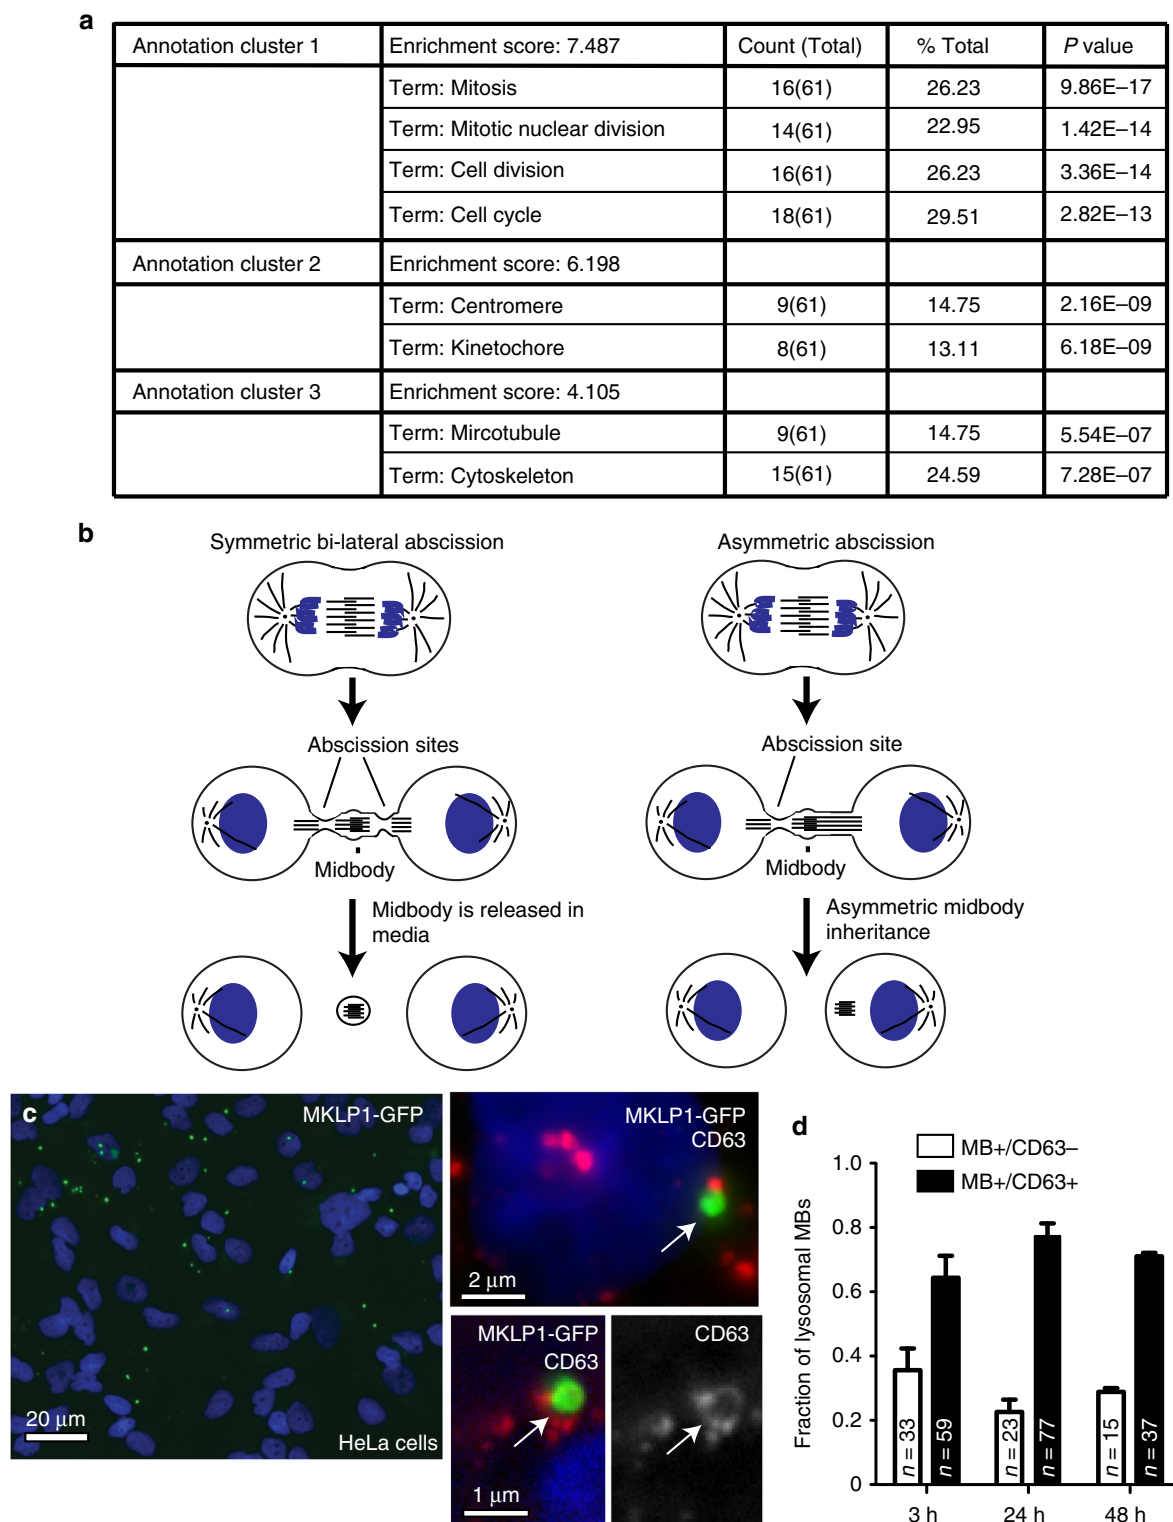 a
Annotation cluster 1 Enrichment score: 7.487 Count (Total) % Total P value
Term: Mitosis 16(61) 26.23 9.86E–17
Term: Mitotic nuclear division 14(61) 22.95 1.42E–14
Term: Cell division 16(61) 26.23 3.36E–14
Term: Cell cycle 18(61) 29.51 2.82E–13
Annotation cluster 2 Enrichment score: 6.198
Term: Centromere 9(61) 14.75 2.16E–09
Term: Kinetochore 8(61) 13.11 6.18E–09
Annotation cluster 3 Enrichment score: 4.105
Term: Mircotubule 9(61) 14.75 5.54E–07
Term: Cytoskeleton 15(61) 24.59 7.28E–07
b
Symmetric bi-lateral abscission
Abscission sites
Midbody
Midbody is released in
media
Asymmetric abscission
Abscission site
Midbody
Asymmetric midbody
inheritance
c
MKLP1-GFP
20 μm
HeLa cells
MKLP1-GFP
CD63
2 μm
MKLP1-GFP
CD63
1 μm
CD63
d
MB+/CD63–
MB+/CD63+
Fraction of lysosomal MBs
1.0
0.8
0.6
0.4
0.2
0
n = 33
n = 59
n = 23
n = 77
n = 15
n = 37
3 h
24 h
48 h